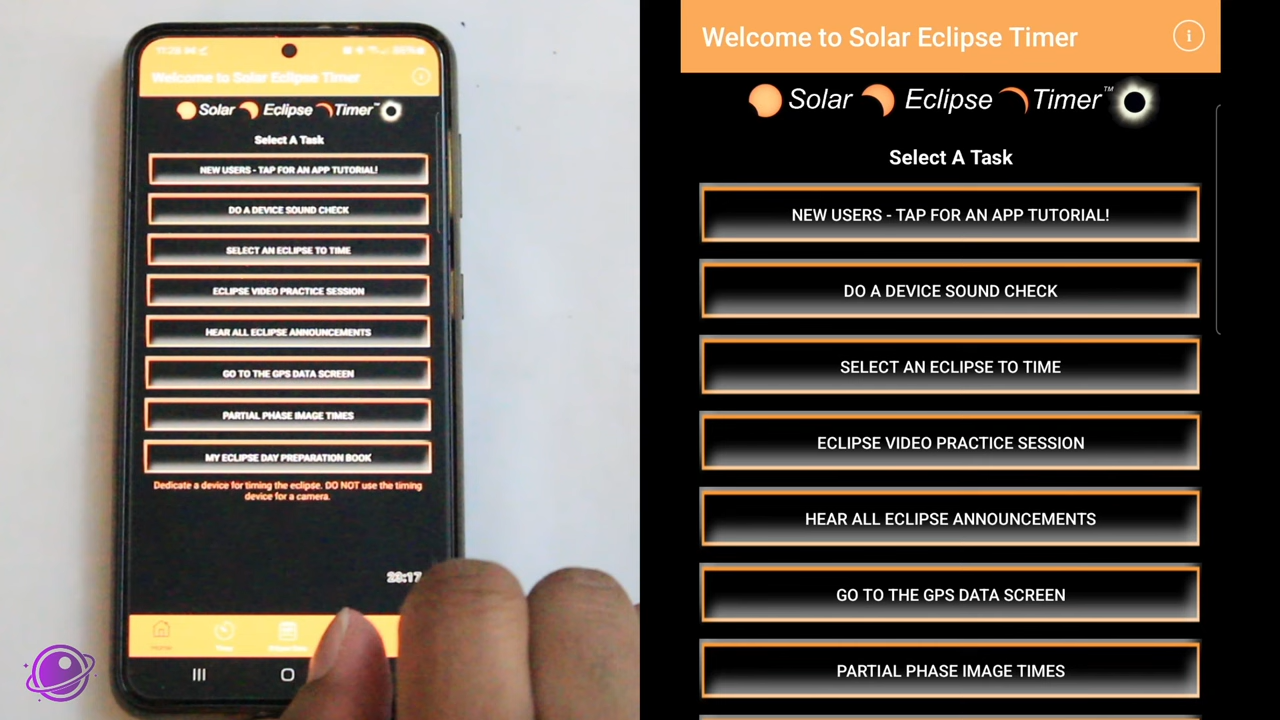 Welcome to Solar Eclipse Timer
Solar Eclipse Timer™
Select A Task
NEW USERS - TAP FOR AN APP TUTORIAL!
DO A DEVICE SOUND CHECK
SELECT AN ECLIPSE TO TIME
ECLIPSE VIDEO PRACTICE SESSION
HEAR ALL ECLIPSE ANNOUNCEMENTS
GO TO THE GPS DATA SCREEN
PARTIAL PHASE IMAGE TIMES
MY ECLIPSE DAY PREPARATION BOOK
Dedicate a device for timing the eclipse. DO NOT use the timing
device for a camera.
Home
Welcome to Solar Eclipse Timer
Solar Eclipse Timer™
Select A Task
NEW USERS - TAP FOR AN APP TUTORIAL!
DO A DEVICE SOUND CHECK
SELECT AN ECLIPSE TO TIME
ECLIPSE VIDEO PRACTICE SESSION
HEAR ALL ECLIPSE ANNOUNCEMENTS
GO TO THE GPS DATA SCREEN
PARTIAL PHASE IMAGE TIMES